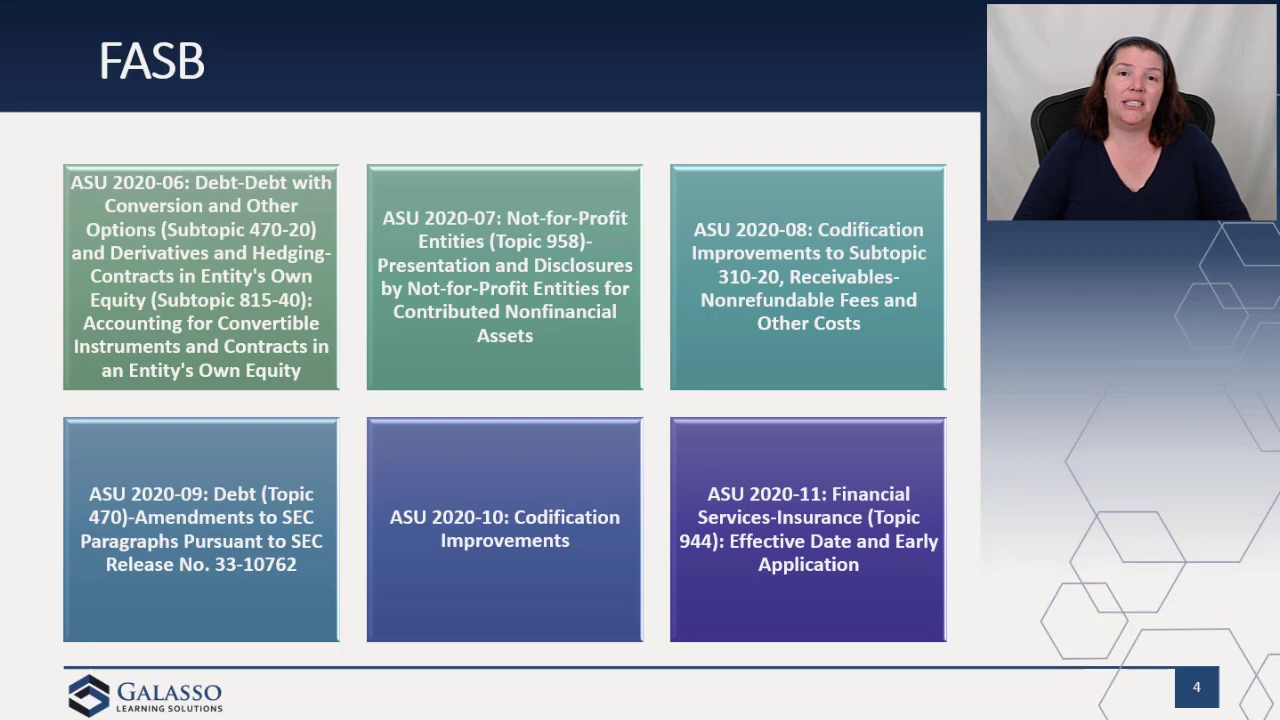 FASB
ASU 2020-06: Debt-Debt with
Conversion and Other
Options (Subtopic 470-20)
and Derivatives and Hedging-
Contracts in Entity's Own
Equity (Subtopic 815-40):
Accounting for Convertible
Instruments and Contracts in
an Entity's Own Equity
ASU 2020-07: Not-for-Profit
Entities (Topic 958)-
Presentation and Disclosures
by Not-for-Profit Entities for
Contributed Nonfinancial
Assets
ASU 2020-08: Codification
Improvements to Subtopic
310-20, Receivables-
Nonrefundable Fees and
Other Costs
ASU 2020-09: Debt (Topic
470)-Amendments to SEC
Paragraphs Pursuant to SEC
Release No. 33-10762
ASU 2020-10: Codification
Improvements
ASU 2020-11: Financial
Services-Insurance (Topic
944): Effective Date and Early
Application
GALASSO
LEARNING SOLUTIONS
4